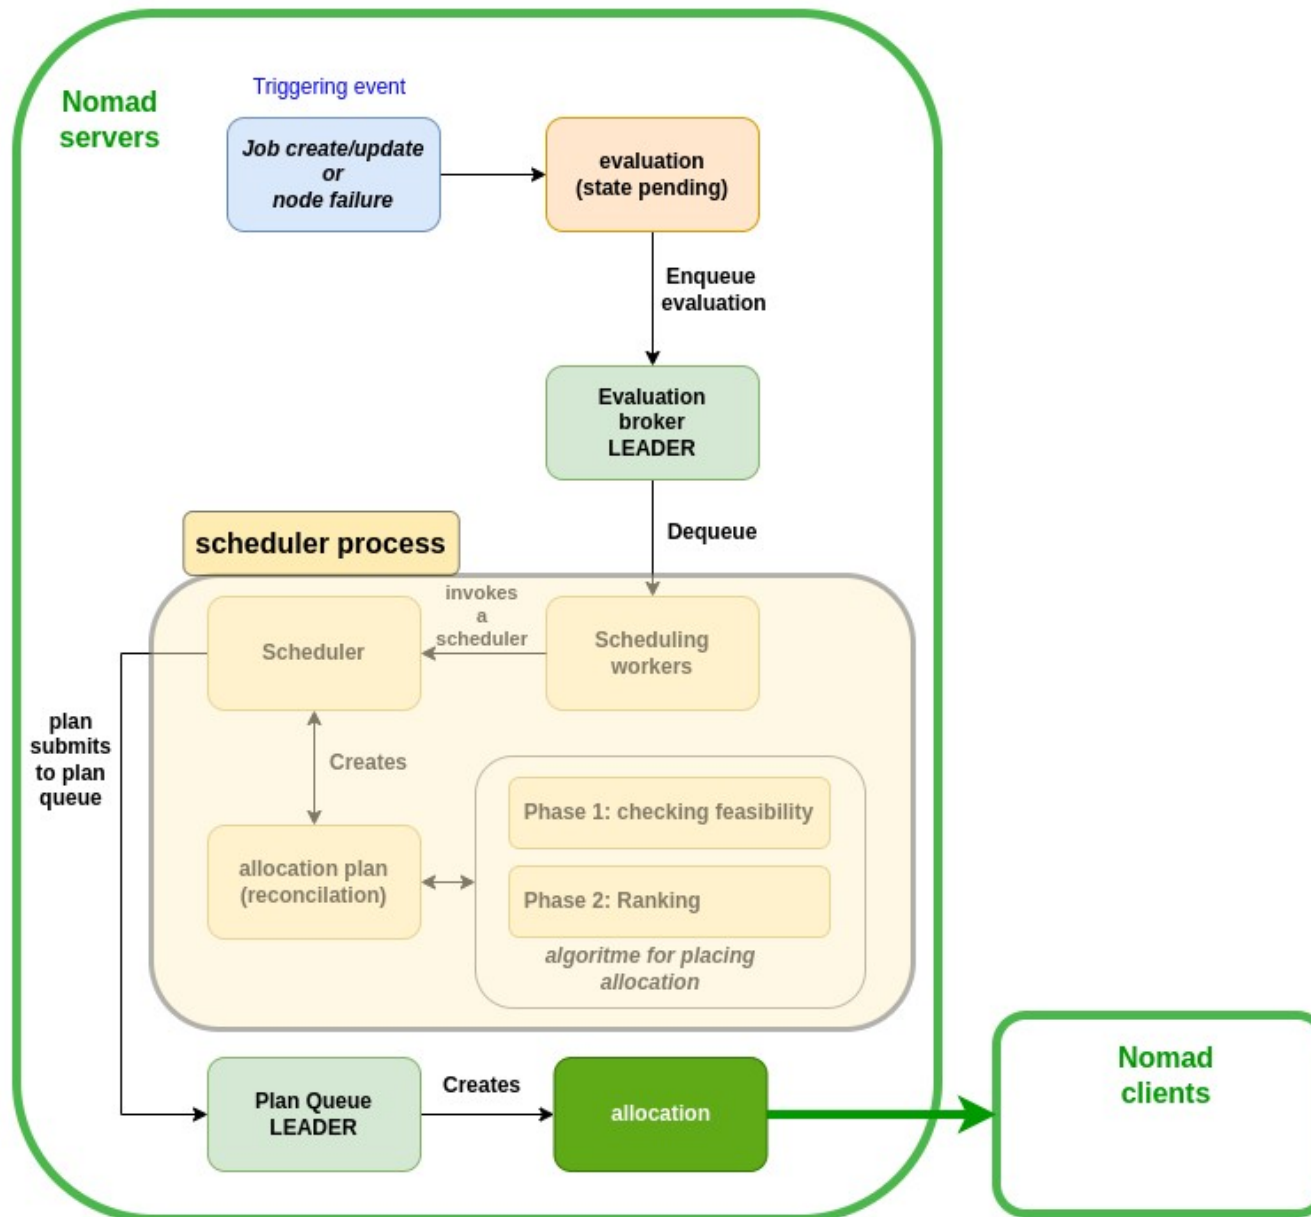 Nomad
servers
Triggering event
Job create/update
or
node failure
evaluation
(state pending)
Enqueue
evaluation
Evaluation
broker
LEADER
Dequeue
scheduler process
invokes
a
scheduler
Scheduler
Scheduling
workers
plan
submits
to plan
queue
Creates
Phase 1: checking feasibility
allocation plan
(reconcilation)
Phase 2: Ranking
algoritme for placing
allocation
Plan Queue
LEADER
Creates
allocation
Nomad
clients